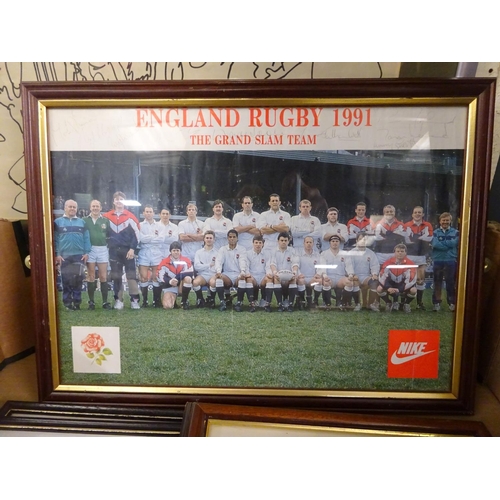 ENGLAND RUGBY 1991
THE GRAND SLAM TEAM
NIKE